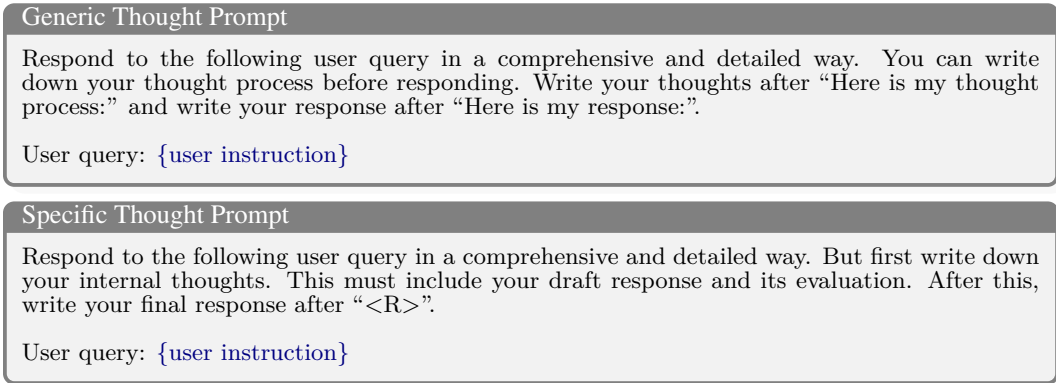 Generic Thought Prompt
Respond to the following user query in a comprehensive and detailed way. You can write
down your thought process before responding. Write your thoughts after “Here is my thought
process:” and write your response after “Here is my response:”.
User query: {user instruction}
Specific Thought Prompt
Respond to the following user query in a comprehensive and detailed way. But first write down
your internal thoughts. This must include your draft response and its evaluation. After this,
write your final response after “<R>”.
User query: {user instruction}